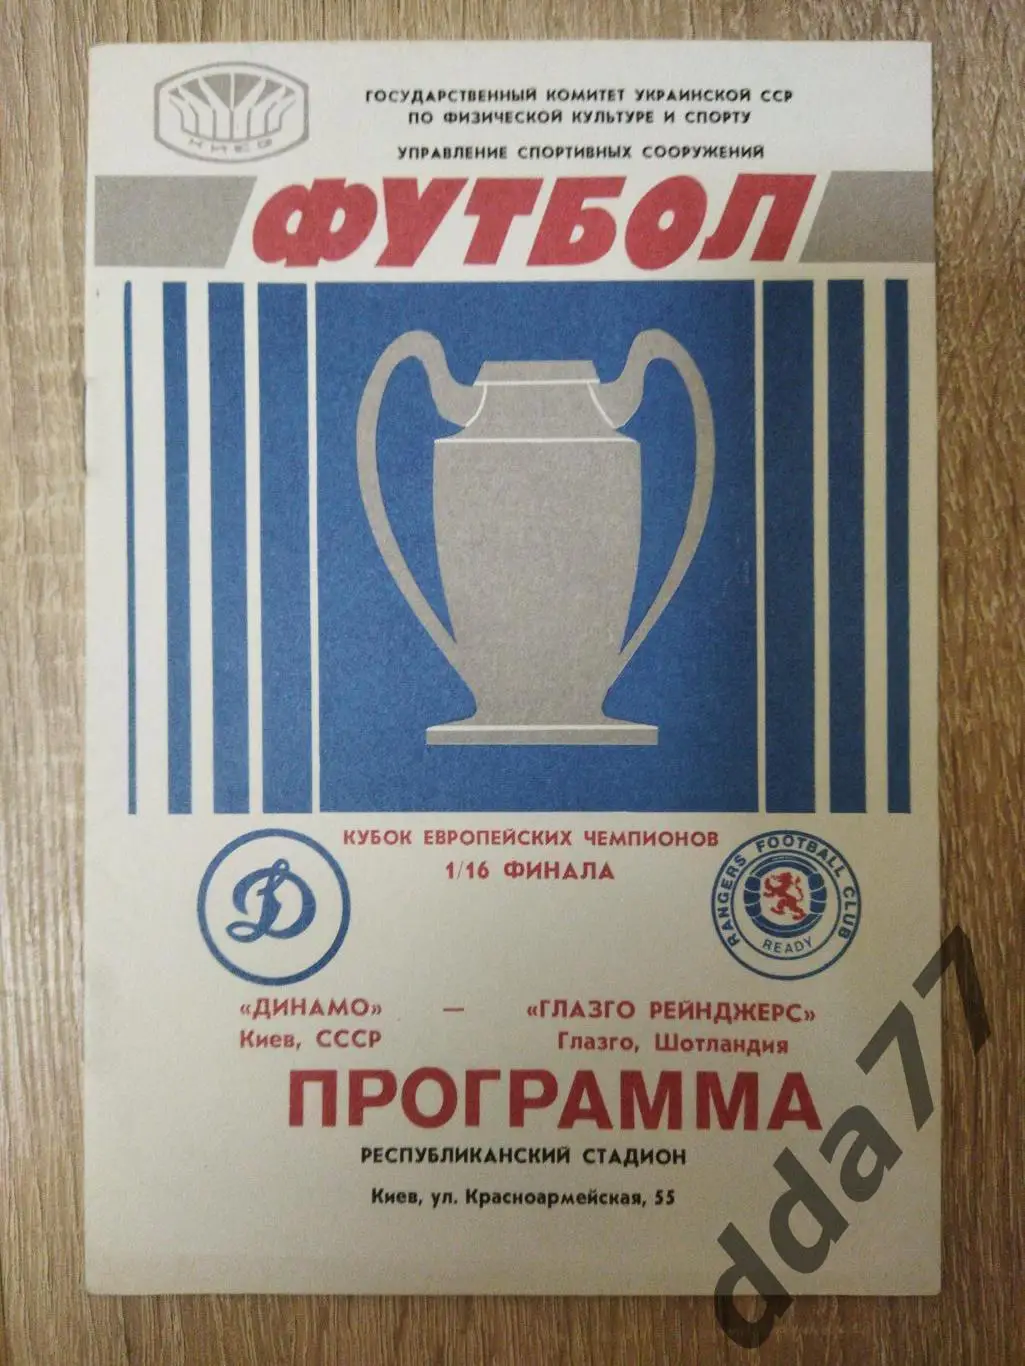 КИЕВ
ГОСУДАРСТВЕННЫЙ КОМИТЕТ УКРАИНСКОЙ ССР
ПО ФИЗИЧЕСКОЙ КУЛЬТУРЕ И СПОРТУ
УПРАВЛЕНИЕ СПОРТИВНЫХ СООРУЖЕНИЙ
ФУТБОЛ
КУБОК ЕВРОПЕЙСКИХ ЧЕМПИОНОВ
1/16 ФИНАЛА
Д
RANGERS FOOTBALL CLUB
READY
«ДИНАМО» — «ГЛАЗГО РЕЙНДЖЕРС»
Киев, СССР Глазго, Шотландия
ПРОГРАММА
РЕСПУБЛИКАНСКИЙ СТАДИОН
Киев, ул. Красноармейская, 55
dda77